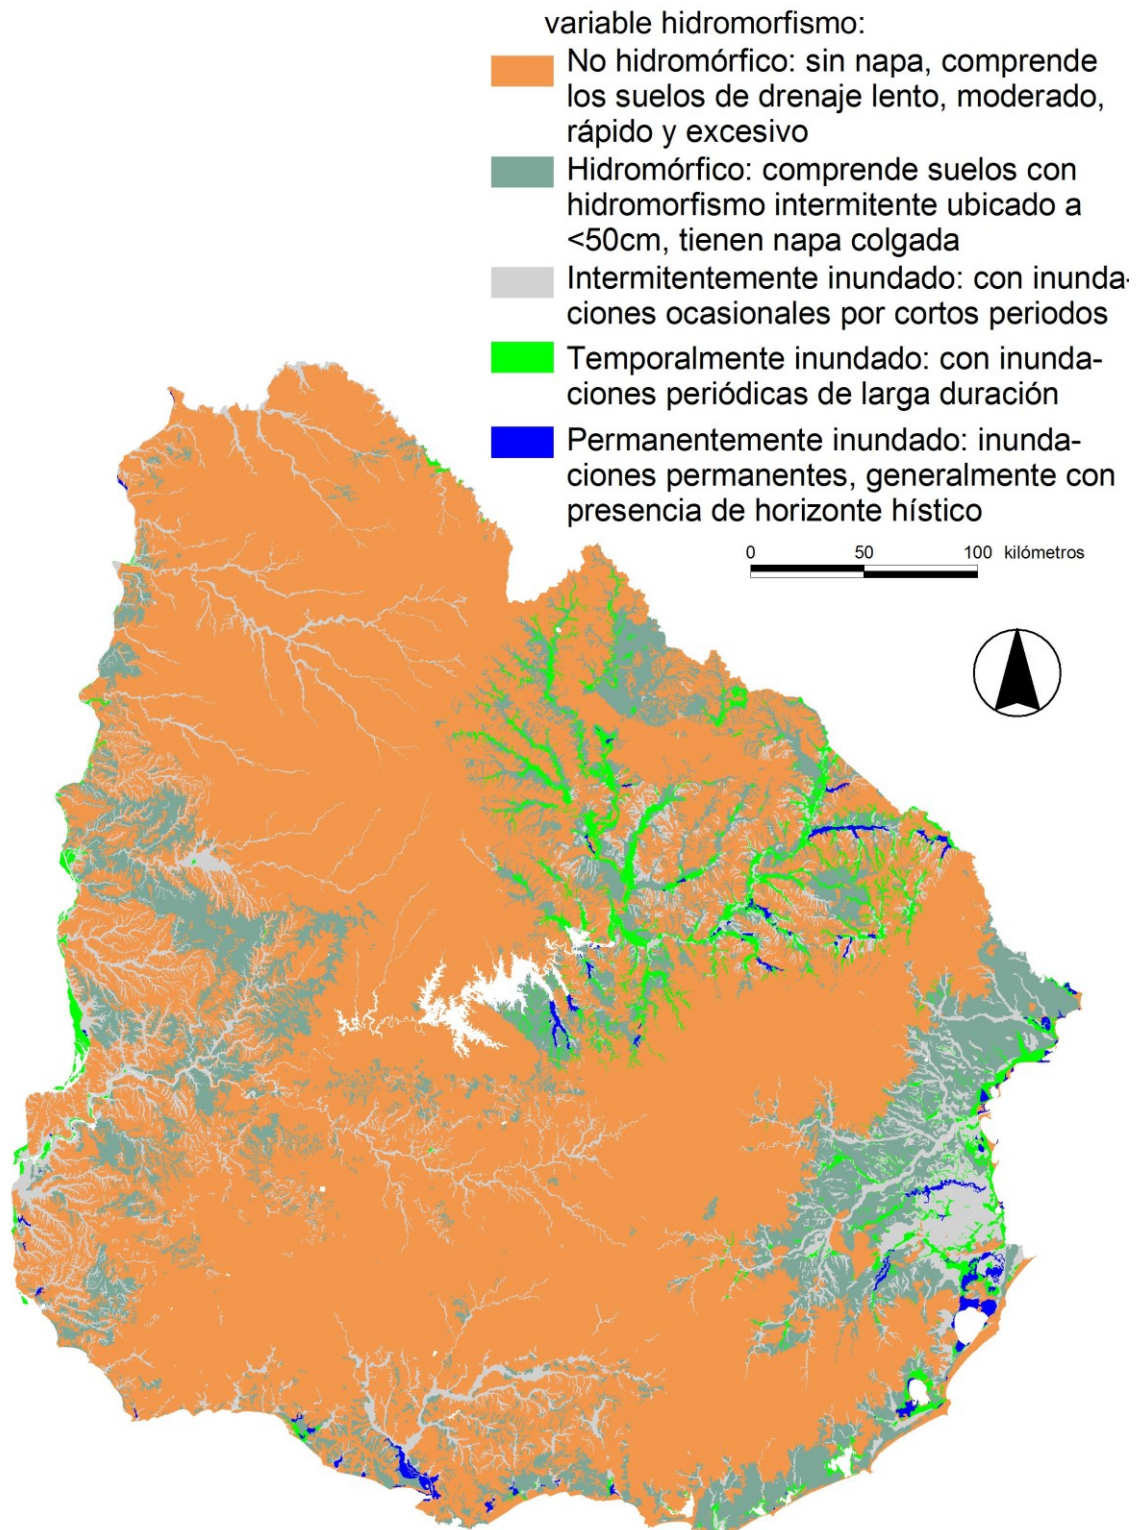 variable hidromorfismo:
No hidromórfico: sin napa, comprende
los suelos de drenaje lento, moderado,
rápido y excesivo
Hidromórfico: comprende suelos con
hidromorfismo intermitente ubicado a
<50cm, tienen napa colgada
Intermitentemente inundado: con inunda-
ciones ocasionales por cortos periodos
Temporalmente inundado: con inunda-
ciones periódicas de larga duración
Permanentemente inundado: inunda-
ciones permanentes, generalmente con
presencia de horizonte hístico
0 50 100 kilómetros